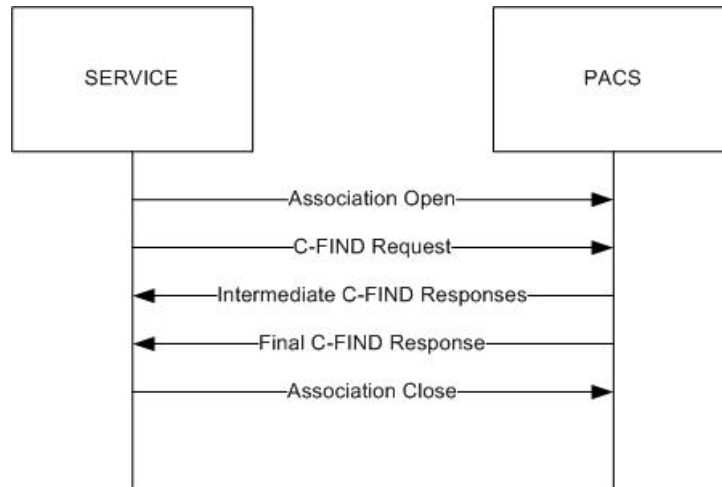 SERVICE
PACS
Association Open
C-FIND Request
Intermediate C-FIND Responses
Final C-FIND Response
Association Close